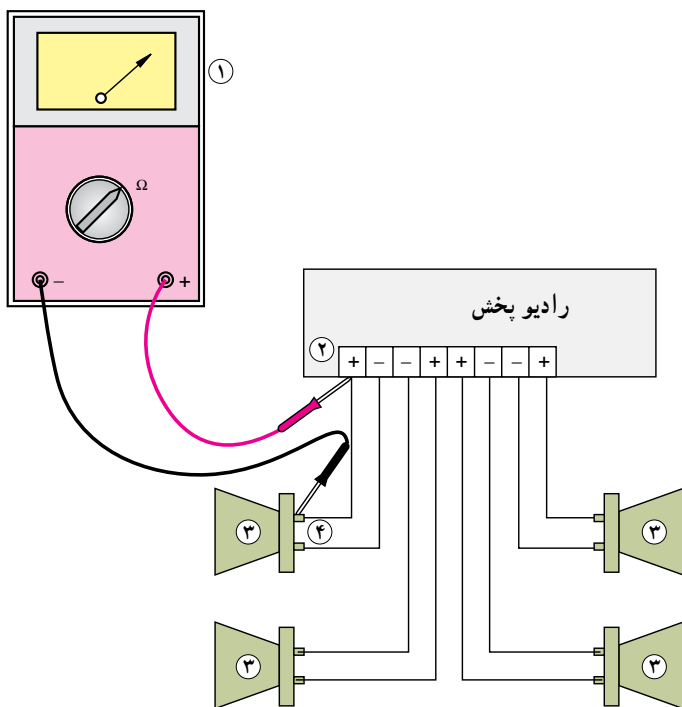 ۱
Ω
− +
رادیو پخش
۲
+ − − + + − − +
۳ ۴ ۳
۳ ۳